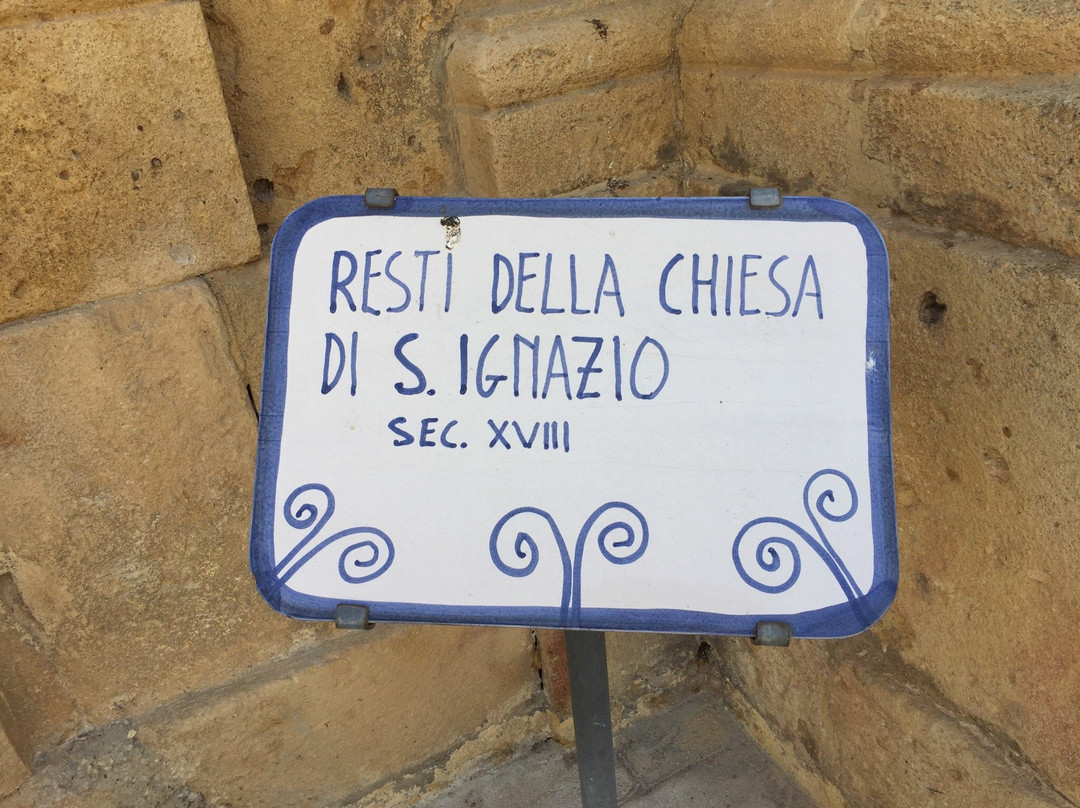 RESTI DELLA CHIESA
DI S. IGNAZIO
SEC. XVIII